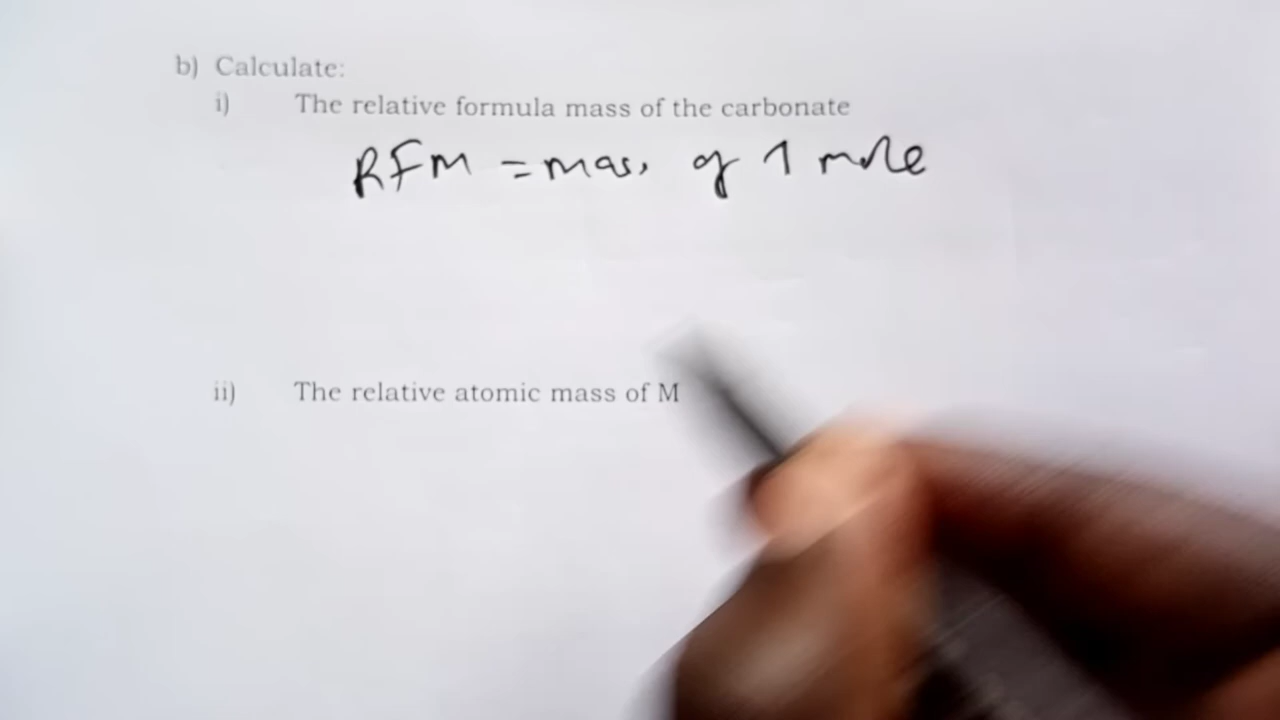 b) Calculate:
i) The relative formula mass of the carbonate
RFM = mass of 1 mole
ii) The relative atomic mass of M